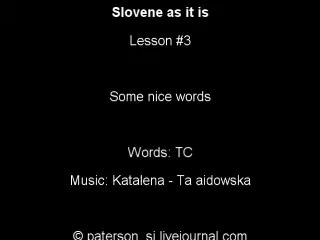 Slovene as it is
Lesson #3
Some nice words
Words: TC
Music: Katalena - Ta aidowska
© paterson_si.livejournal.com